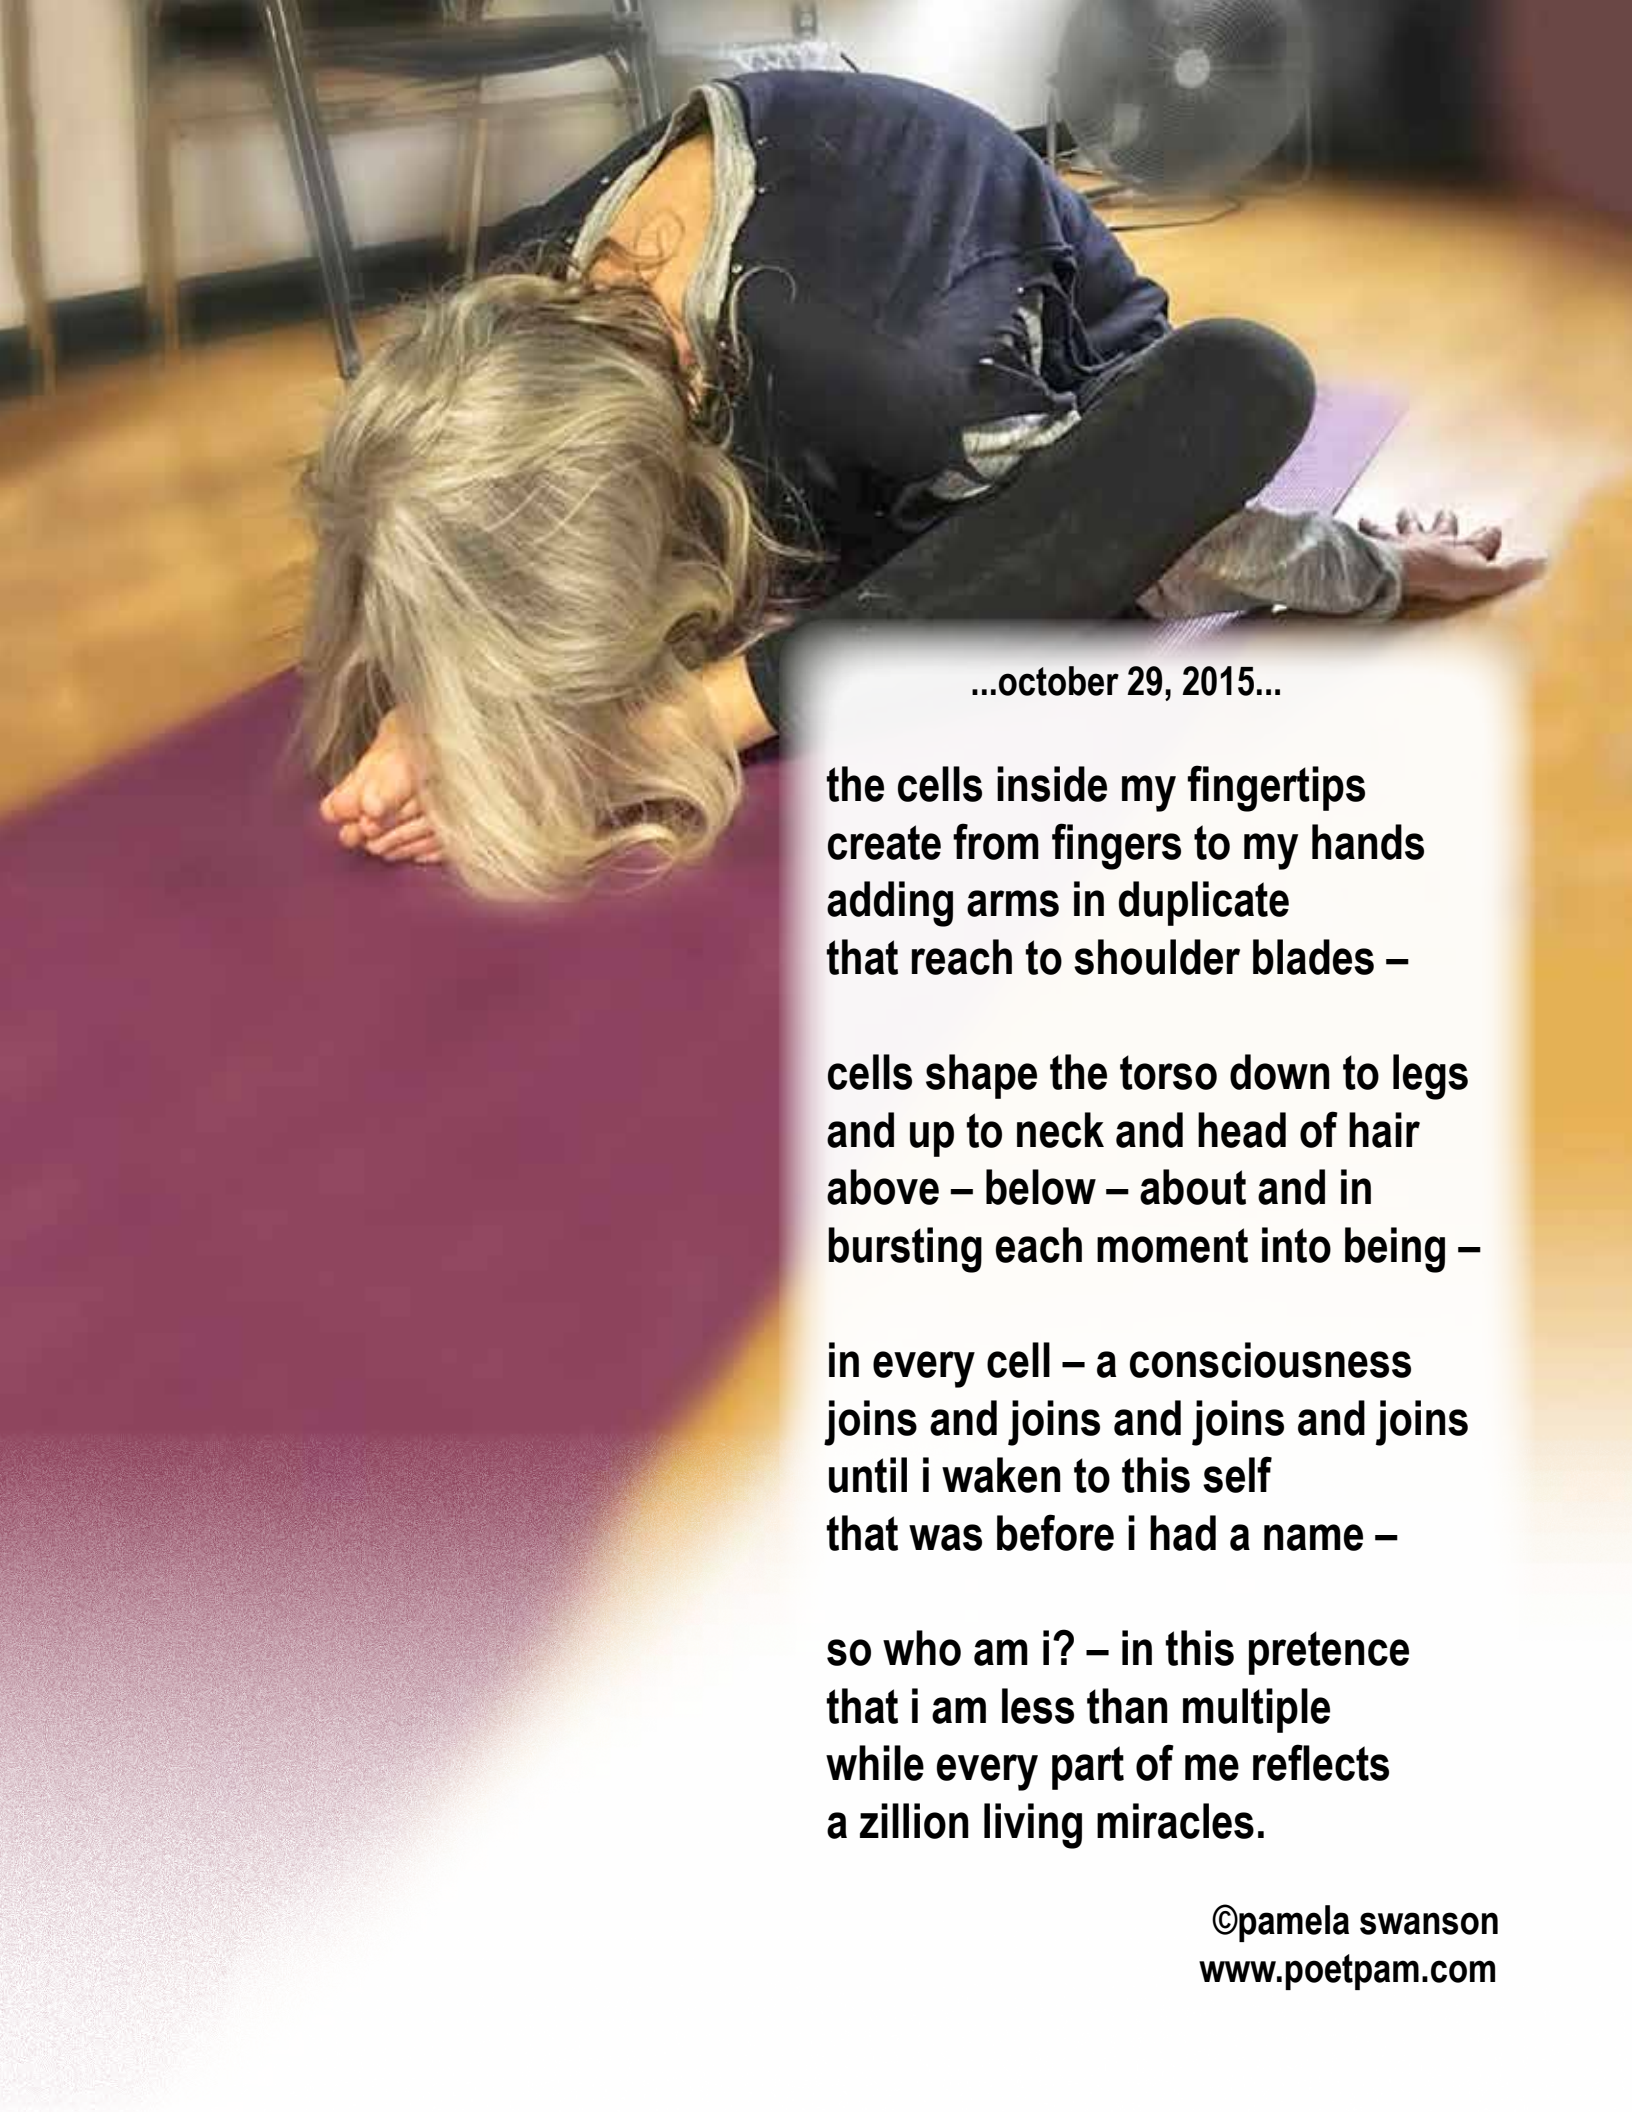 ...october 29, 2015...
the cells inside my fingertips
create from fingers to my hands
adding arms in duplicate
that reach to shoulder blades –
cells shape the torso down to legs
and up to neck and head of hair
above – below – about and in
bursting each moment into being –
in every cell – a consciousness
joins and joins and joins and joins
until i waken to this self
that was before i had a name –
so who am i? – in this pretence
that i am less than multiple
while every part of me reflects
a zillion living miracles.
©pamela swanson
www.poetpam.com